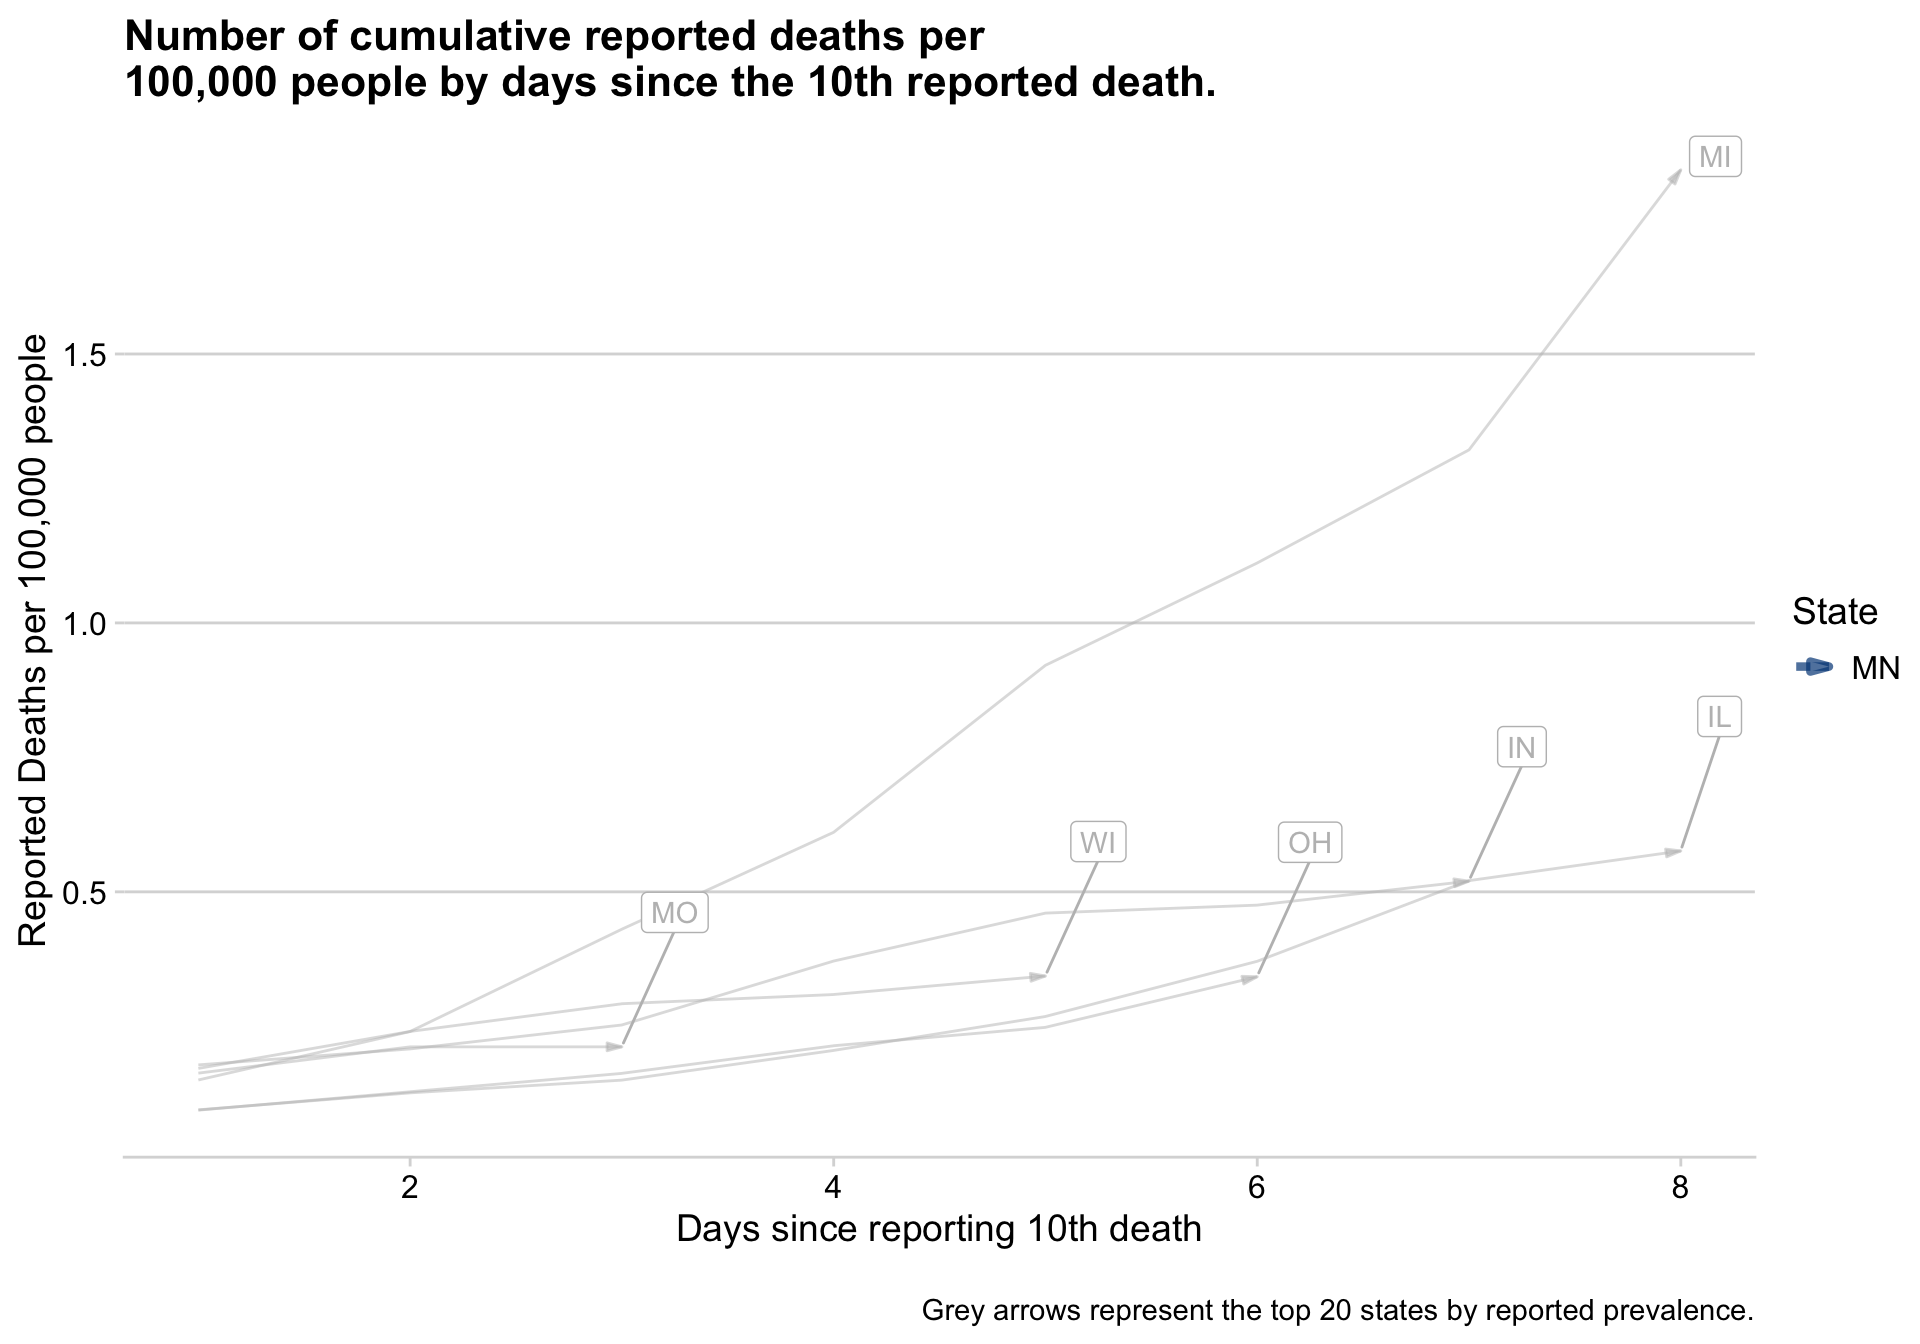 Number of cumulative reported deaths per
100,000 people by days since the 10th reported death.
Reported Deaths per 100,000 people
1.5
1.0
0.5
MI
IL
IN
OH
WI
MO
State
MN
2
4
6
8
Days since reporting 10th death
Grey arrows represent the top 20 states by reported prevalence.